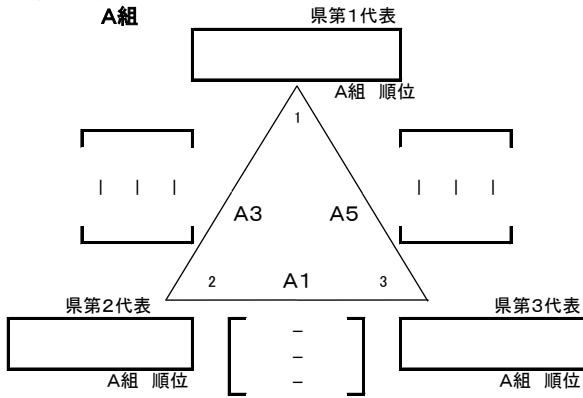 A組
県第1代表
A組 順位
1
| | |
| | |
A3
A5
2
A1
3
県第2代表
県第3代表
－
－
－
A組 順位
A組 順位